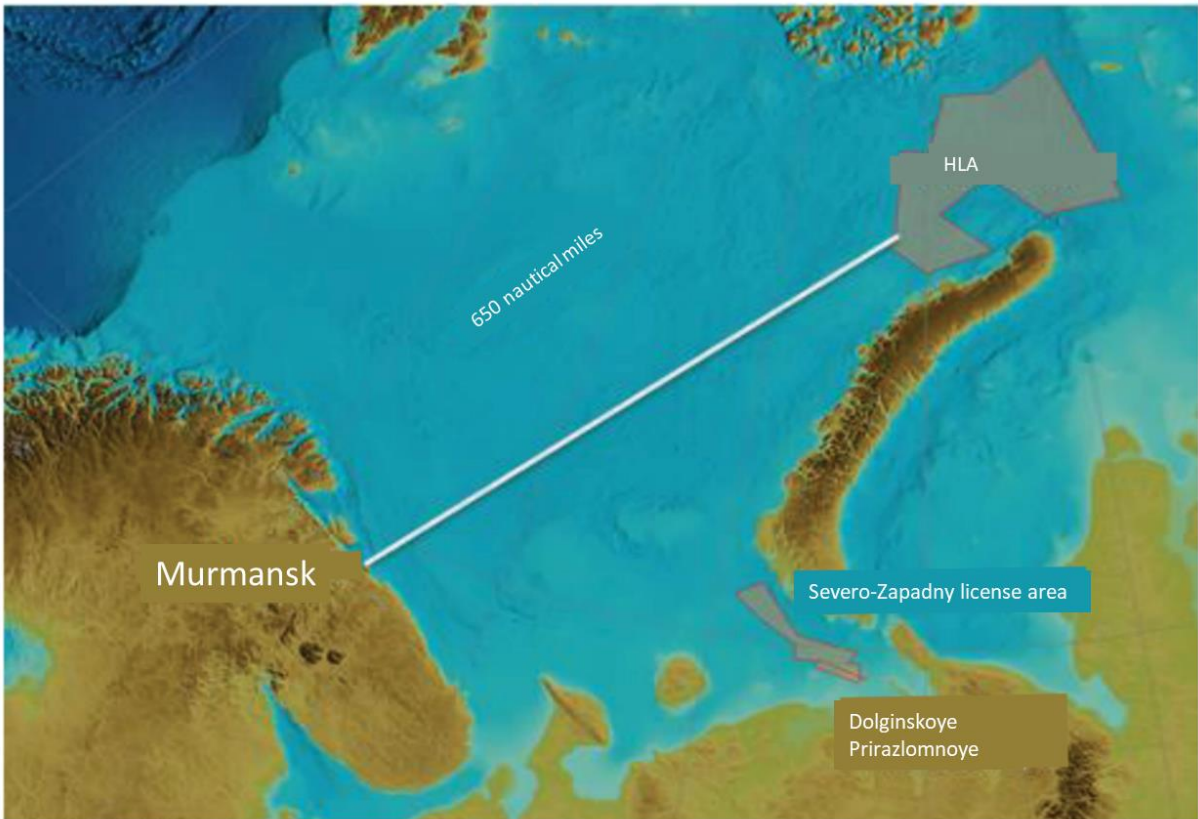 HLA
650 nautical miles
Murmansk
Severo-Zapadny license area
Dolginskoye
Prirazlomnoye